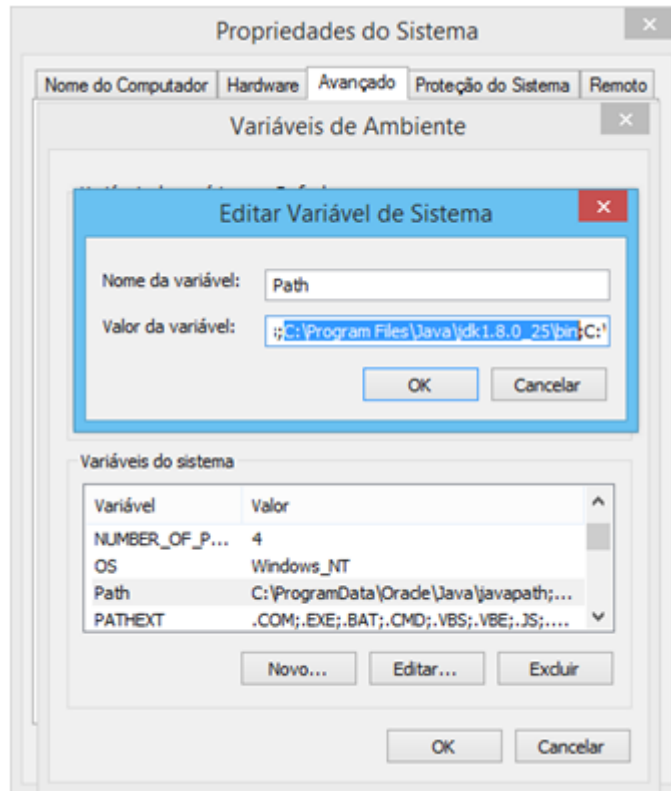 Propriedades do Sistema
Nome do Computador Hardware Avançado Proteção do Sistema Remoto
Variáveis de Ambiente
Editar Variável de Sistema
Nome da variável: Path
Valor da variável: ;C:\Program Files\Java\jdk1.8.0_25\bin;C:\
OK Cancelar
Variáveis do sistema
Variável Valor
NUMBER_OF_P... 4
OS Windows_NT
Path C:\ProgramData\Oracle\Java\javapath;...
PATHEXT .COM;.EXE;.BAT;.CMD;.VBS;.VBE;.JS;....
Novo... Editar... Excluir
OK Cancelar